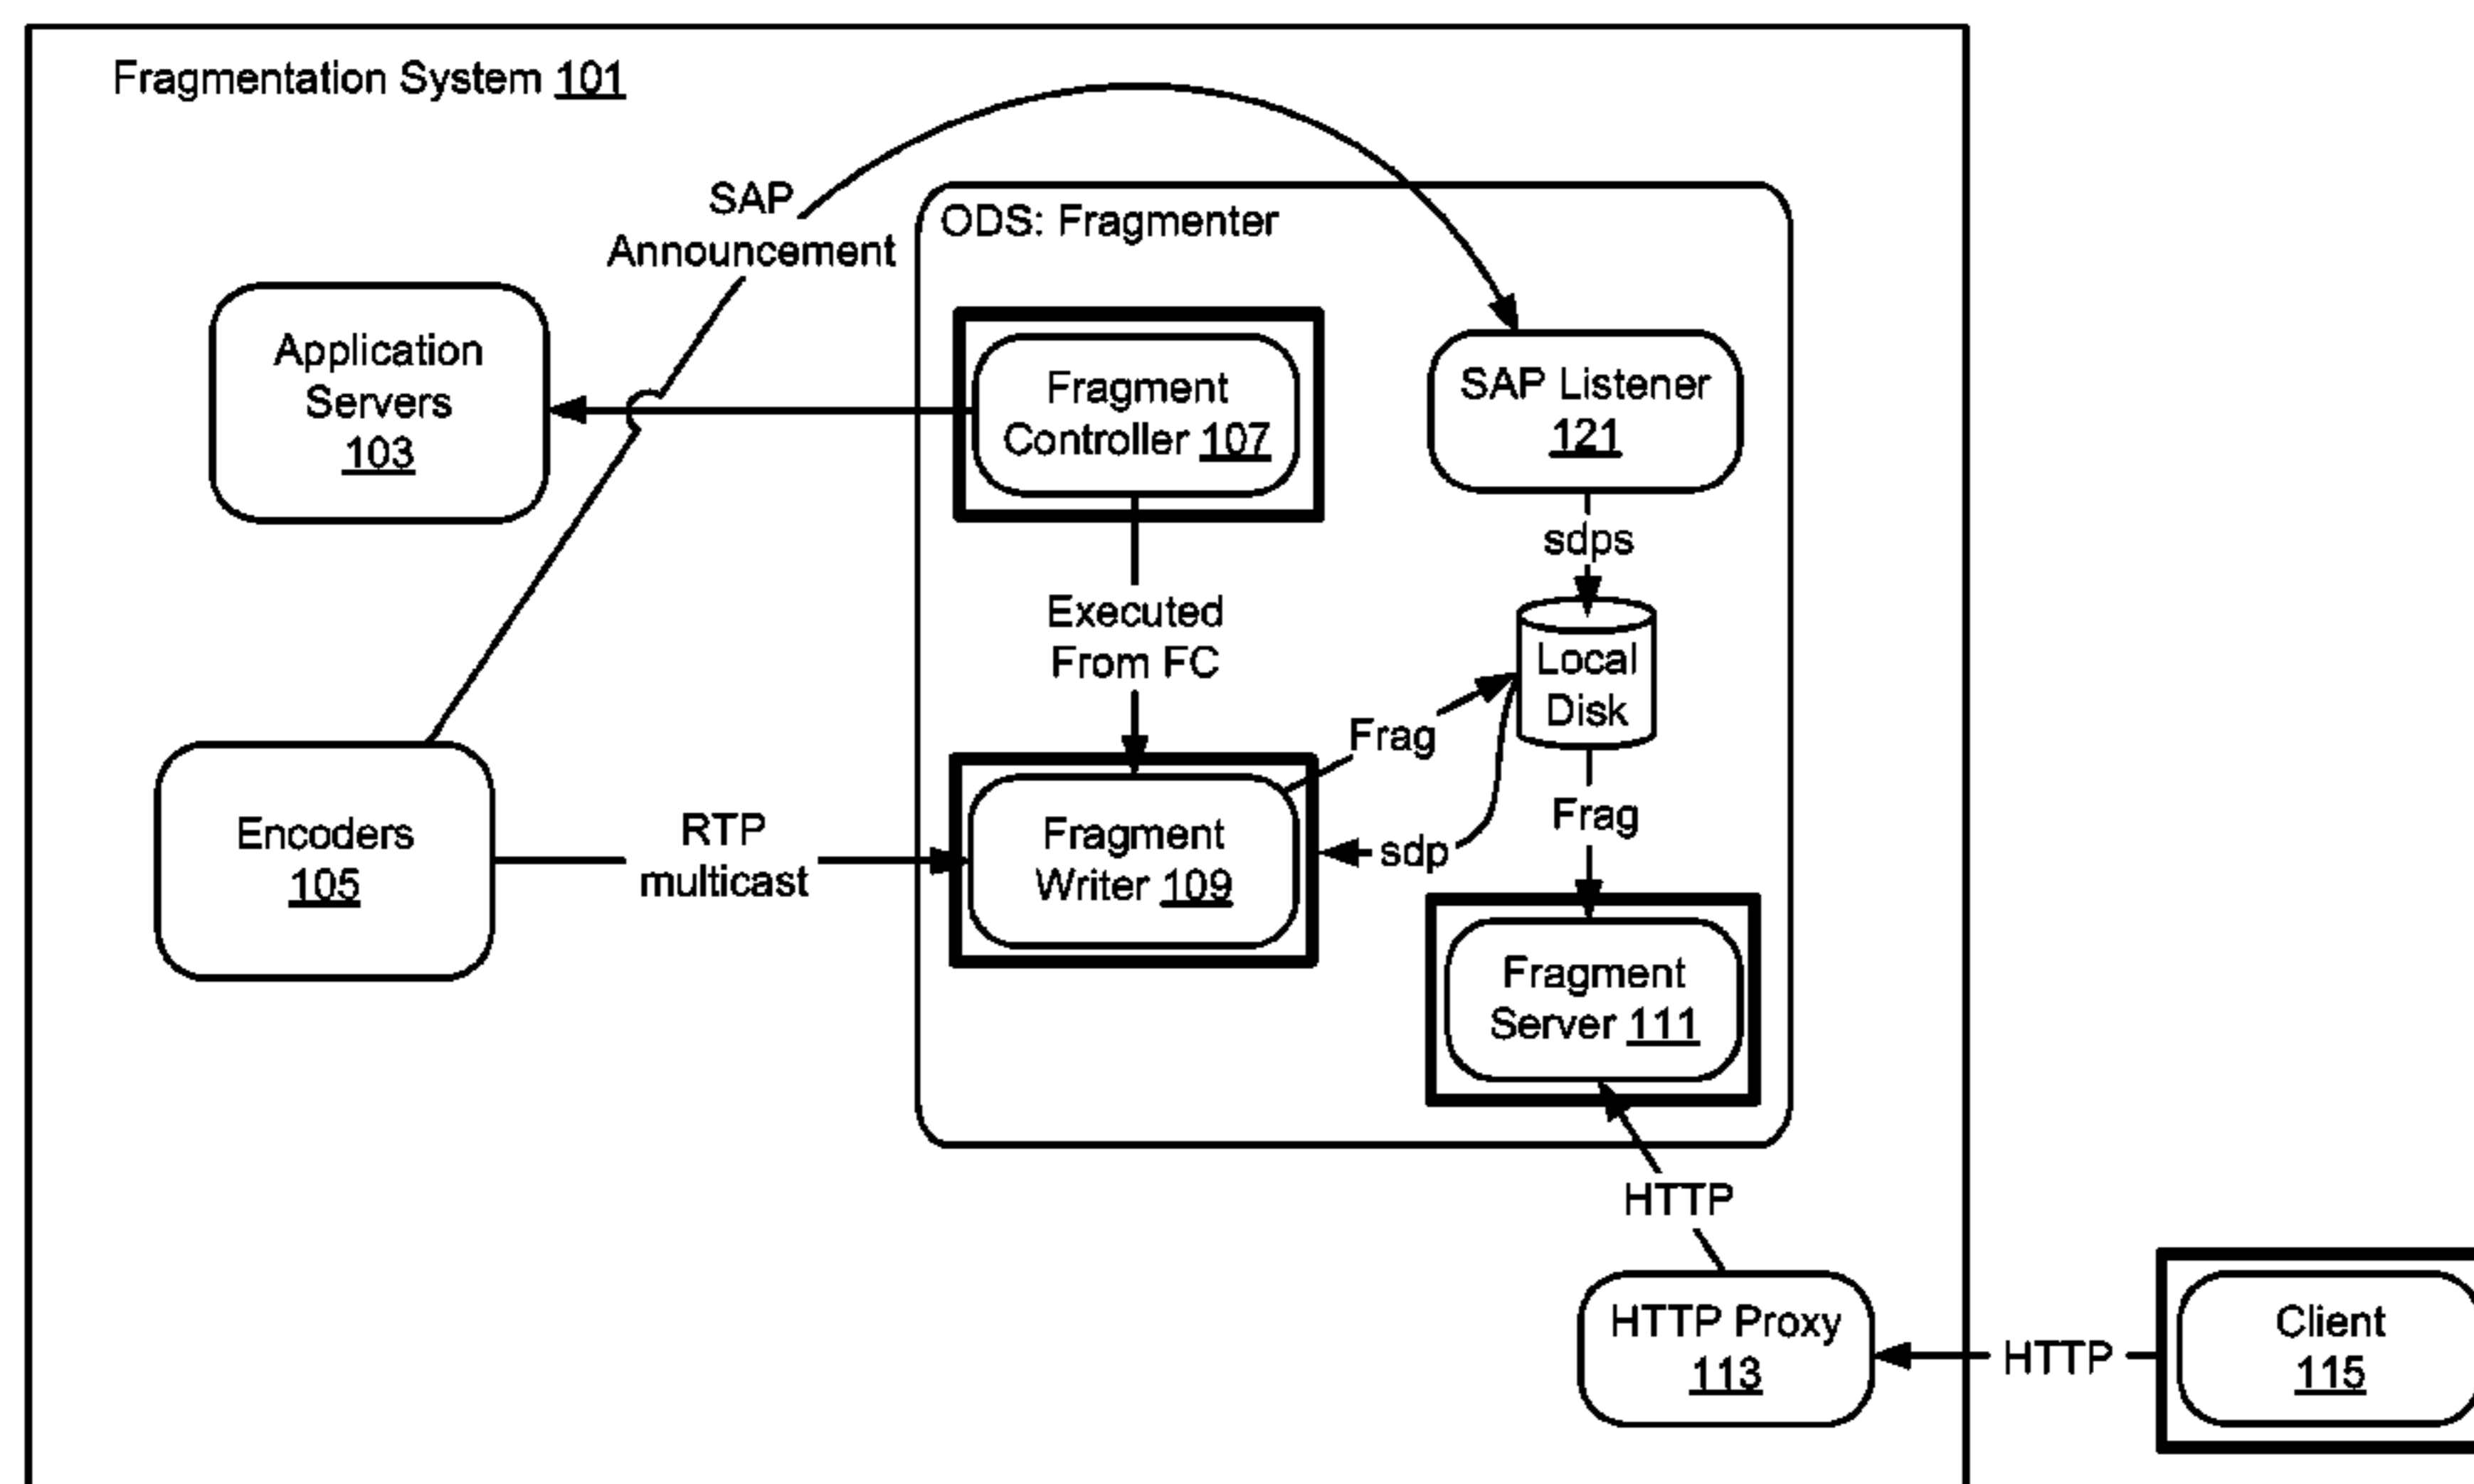 Fragmentation System 101
SAP
Announcement
ODS: Fragmenter
Application
Servers
103
Fragment
Controller 107
SAP Listener
121
sdps
Executed
From FC
Local
Disk
Frag
Encoders
105
RTP
multicast
Fragment
Writer 109
sdp
Frag
Fragment
Server 111
HTTP
HTTP Proxy
113
HTTP
Client
115